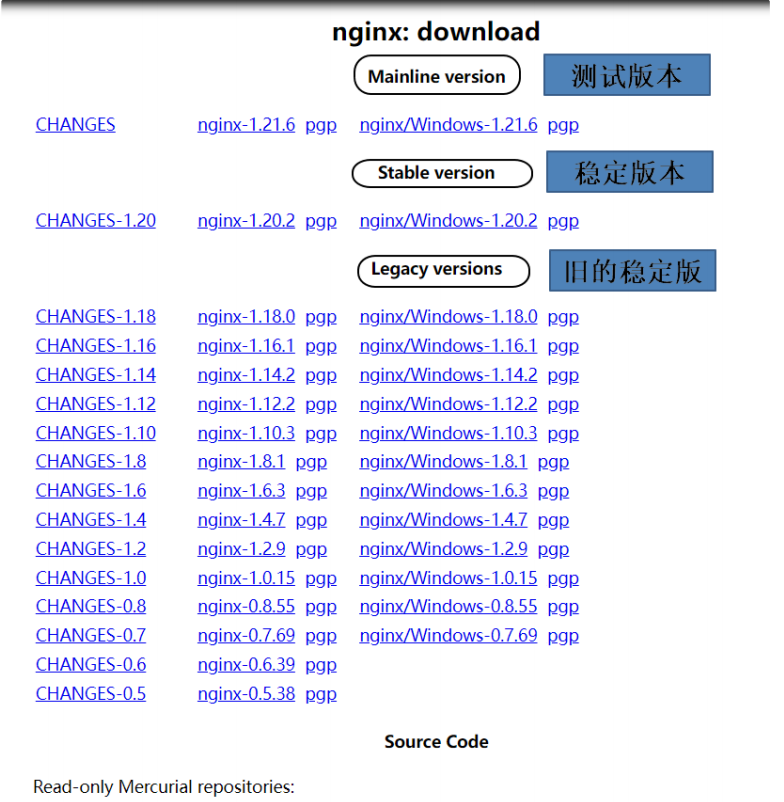 nginx: download
Mainline version 测试版本
CHANGES nginx-1.21.6 pgp nginx/Windows-1.21.6 pgp
Stable version 稳定版本
CHANGES-1.20 nginx-1.20.2 pgp nginx/Windows-1.20.2 pgp
Legacy versions 旧的稳定版
CHANGES-1.18 nginx-1.18.0 pgp nginx/Windows-1.18.0 pgp
CHANGES-1.16 nginx-1.16.1 pgp nginx/Windows-1.16.1 pgp
CHANGES-1.14 nginx-1.14.2 pgp nginx/Windows-1.14.2 pgp
CHANGES-1.12 nginx-1.12.2 pgp nginx/Windows-1.12.2 pgp
CHANGES-1.10 nginx-1.10.3 pgp nginx/Windows-1.10.3 pgp
CHANGES-1.8 nginx-1.8.1 pgp nginx/Windows-1.8.1 pgp
CHANGES-1.6 nginx-1.6.3 pgp nginx/Windows-1.6.3 pgp
CHANGES-1.4 nginx-1.4.7 pgp nginx/Windows-1.4.7 pgp
CHANGES-1.2 nginx-1.2.9 pgp nginx/Windows-1.2.9 pgp
CHANGES-1.0 nginx-1.0.15 pgp nginx/Windows-1.0.15 pgp
CHANGES-0.8 nginx-0.8.55 pgp nginx/Windows-0.8.55 pgp
CHANGES-0.7 nginx-0.7.69 pgp nginx/Windows-0.7.69 pgp
CHANGES-0.6 nginx-0.6.39 pgp
CHANGES-0.5 nginx-0.5.38 pgp
Source Code
Read-only Mercurial repositories: